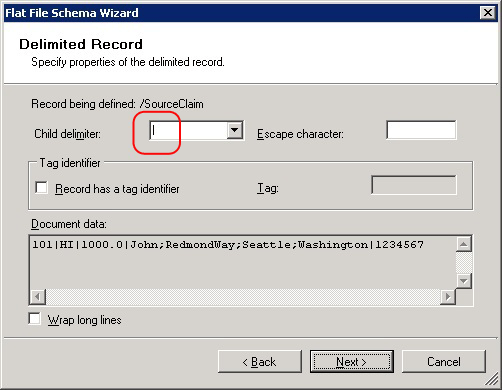 Flat File Schema Wizard
Delimited Record
Specify properties of the delimited record.
Record being defined: /SourceClaim
Child delimiter: | Escape character:
Tag identifier
Record has a tag identifier Tag:
Document data:
101|HI|1000.0|John;RedmondWay;Seattle;Washington|1234567
Wrap long lines
< Back Next > Cancel